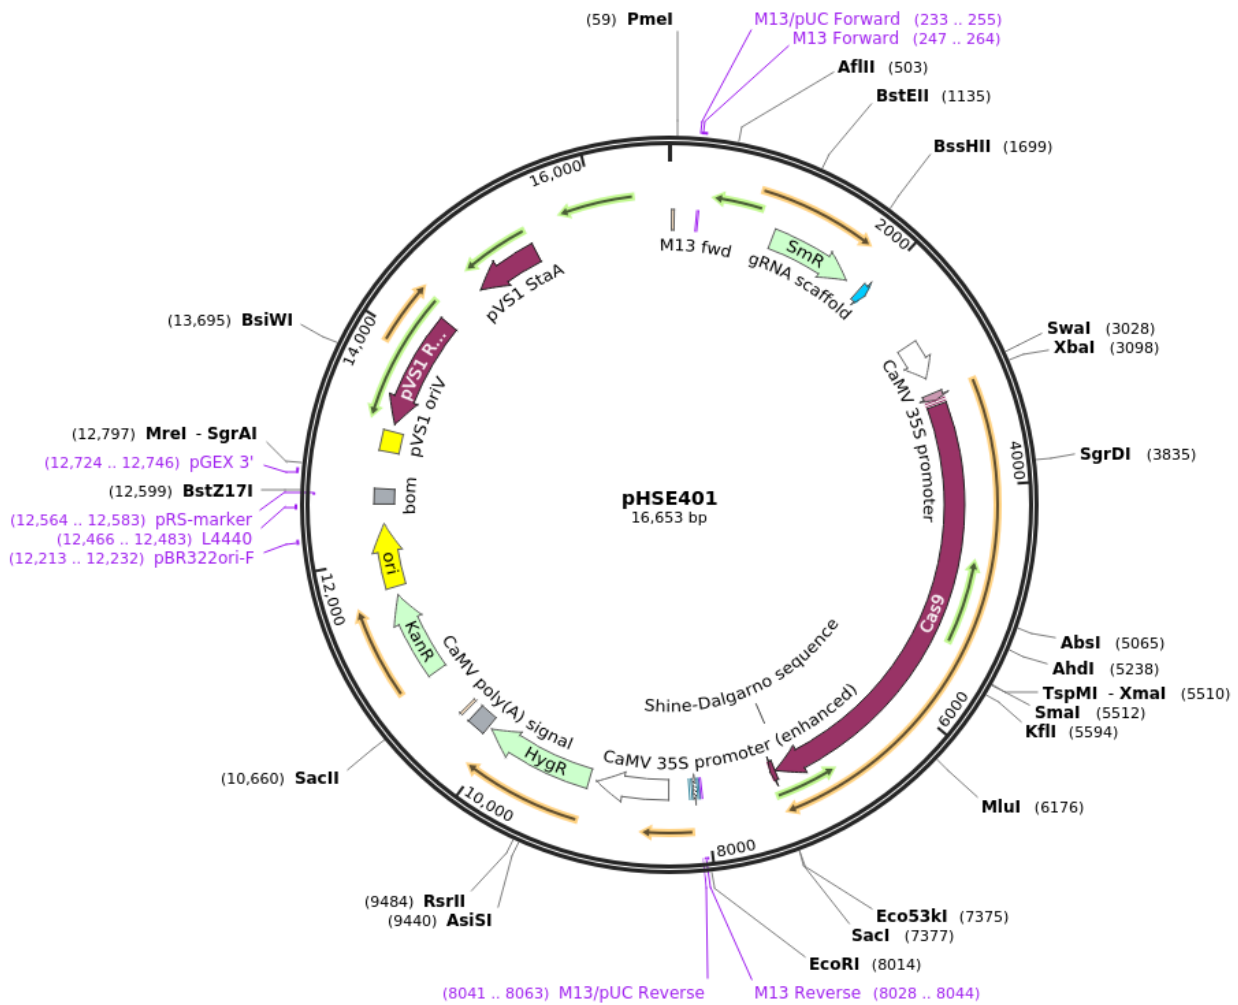 (59) PmeI
M13/pUC Forward (233 .. 255)
M13 Forward (247 .. 264)
AflII (503)
BstEII (1135)
BssHII (1699)
16,000
2000
M13 fwd
SmR
gRNA scaffold
pVS1 StaA
(13,695) BsiWI
14,000
pVS1 R...
pVS1 oriV
SwaI (3028)
XbaI (3098)
CaMV 35S promoter
(12,797) MreI - SgrAI
(12,724 .. 12,746) pGEX 3'
(12,599) BstZ17I
(12,564 .. 12,583) pRS-marker
(12,466 .. 12,483) L4440
(12,213 .. 12,232) pBR322ori-F
bom
ori
pHSE401
16,653 bp
4000
SgrDI (3835)
12,000
KanR
Cas9
AbsI (5065)
AhdI (5238)
TspMI - XmaI (5510)
SmaI (5512)
KflI (5594)
6000
MluI (6176)
Shine-Dalgarno sequence
CaMV poly(A) signal
CaMV 35S promoter (enhanced)
HygR
(10,660) SacII
10,000
8000
(9484) RsrII
(9440) AsiSI
Eco53kI (7375)
SacI (7377)
EcoRI (8014)
(8041 .. 8063) M13/pUC Reverse
M13 Reverse (8028 .. 8044)